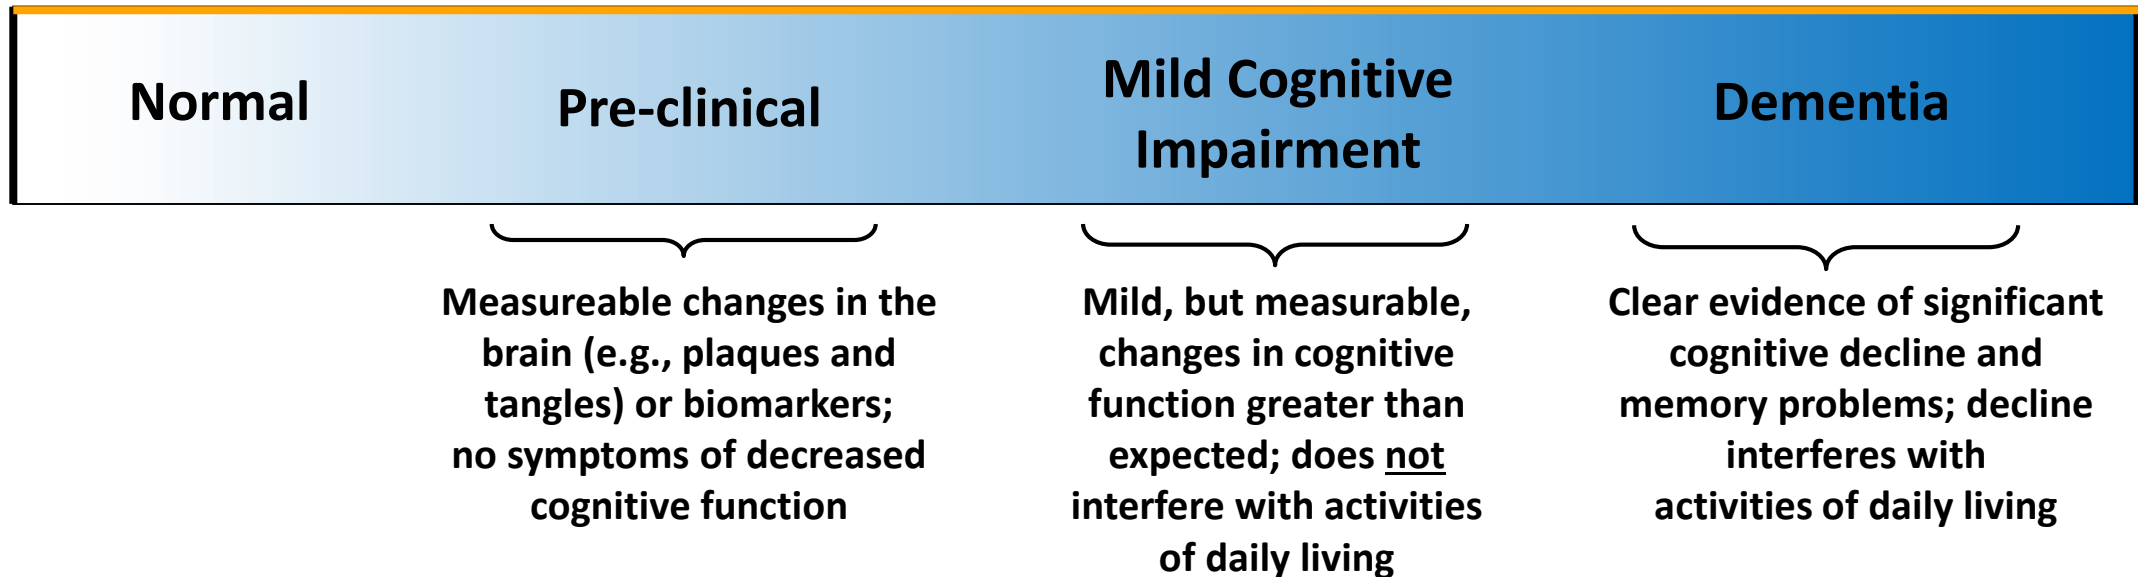 Normal
Pre-clinical
Mild Cognitive
Impairment
Dementia
Measureable changes in the
brain (e.g., plaques and
tangles) or biomarkers;
no symptoms of decreased
cognitive function
Mild, but measurable,
changes in cognitive
function greater than
expected; does not
interfere with activities
of daily living
Clear evidence of significant
cognitive decline and
memory problems; decline
interferes with
activities of daily living